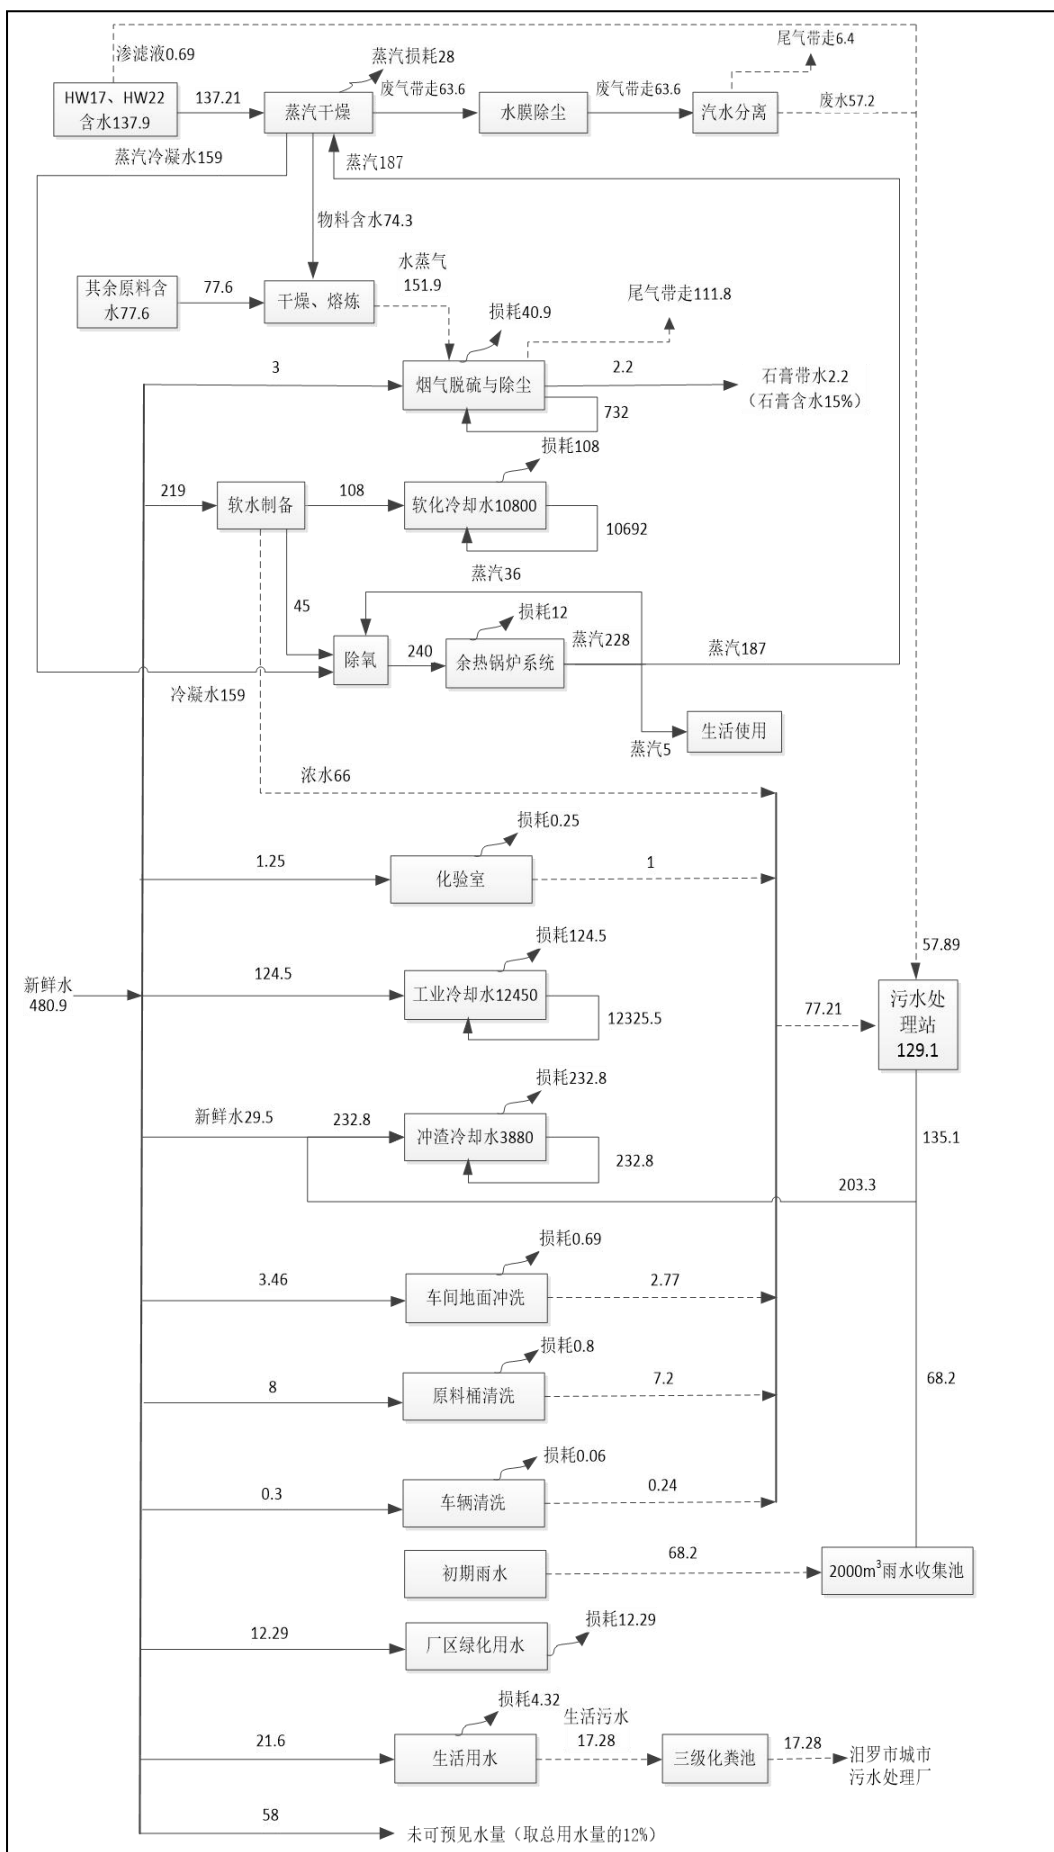 渗滤液0.69
蒸汽损耗28
尾气带走6.4
HW17、HW22
含水137.9
137.21
蒸汽干燥
废气带走63.6
水膜除尘
废气带走63.6
汽水分离
废水57.2
蒸汽冷凝水159
蒸汽187
物料含水74.3
水蒸气
151.9
其余原料含
水77.6
77.6
干燥、熔炼
尾气带走111.8
损耗40.9
3
烟气脱硫与除尘
2.2
石膏带水2.2
（石膏含水15%）
732
损耗108
219
软水制备
108
软化冷却水10800
10692
蒸汽36
45
损耗12
除氧
240
余热锅炉系统
蒸汽228
蒸汽187
冷凝水159
生活使用
蒸汽5
浓水66
损耗0.25
1.25
化验室
1
损耗124.5
57.89
新鲜水
480.9
124.5
工业冷却水12450
12325.5
77.21
污水处
理站
129.1
损耗232.8
新鲜水29.5
232.8
冲渣冷却水3880
232.8
135.1
203.3
损耗0.69
3.46
车间地面冲洗
2.77
损耗0.8
8
原料桶清洗
7.2
68.2
损耗0.06
0.3
车辆清洗
0.24
初期雨水
68.2
2000m³雨水收集池
损耗12.29
12.29
厂区绿化用水
损耗4.32
21.6
生活用水
生活污水
17.28
三级化粪池
17.28
汨罗市城市
污水处理厂
58
未可预见水量（取总用水量的12%）